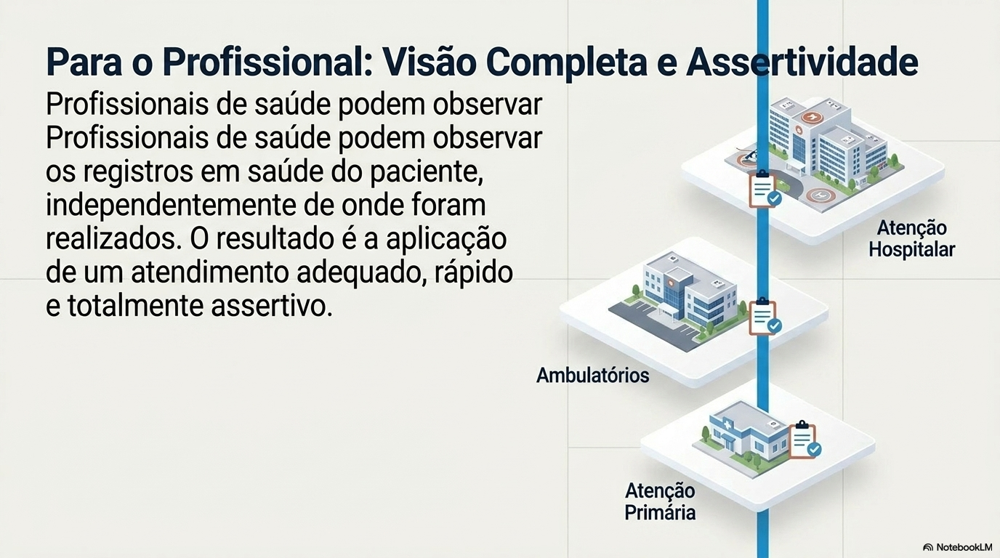 Para o Profissional: Visão Completa e Assertividade
Profissionais de saúde podem observar
Profissionais de saúde podem observar
os registros em saúde do paciente,
independentemente de onde foram
realizados. O resultado é a aplicação
de um atendimento adequado, rápido
e totalmente assertivo.
Atenção
Hospitalar
Ambulatórios
Atenção
Primária
NotebookLM